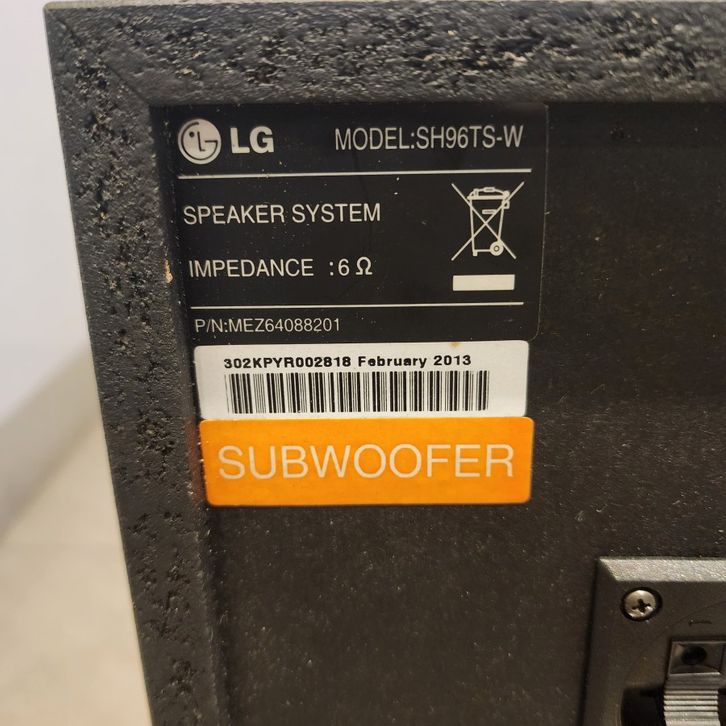 LG MODEL:SH96TS-W
SPEAKER SYSTEM
IMPEDANCE :6 Ω
P/N:MEZ64088201
302KPYR002818 February 2013
SUBWOOFER